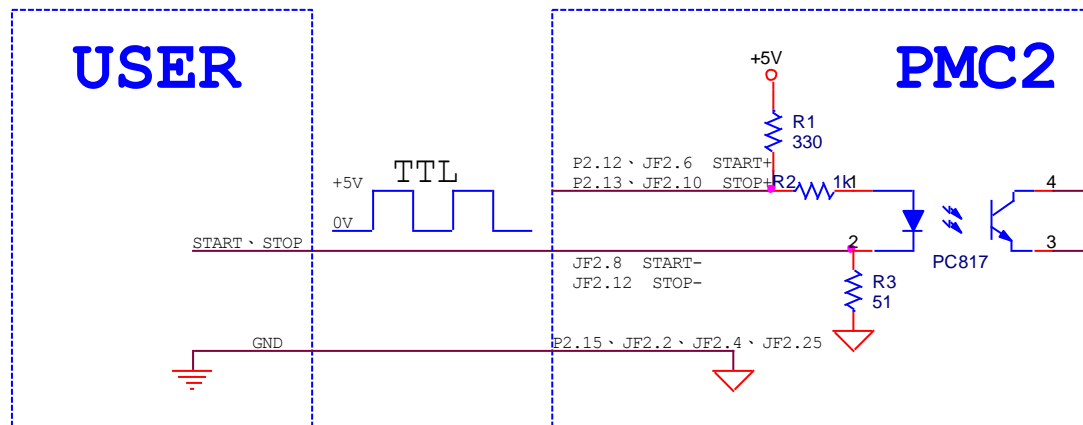 USER
PMC2
+5V
R1
330
TTL
P2.12、JF2.6 START+
P2.13、JF2.10 STOP+
R2
1k
1
4
+5V
0V
START、STOP
2
3
JF2.8 START-
JF2.12 STOP-
PC817
R3
51
GND
P2.15、JF2.2、JF2.4、JF2.25